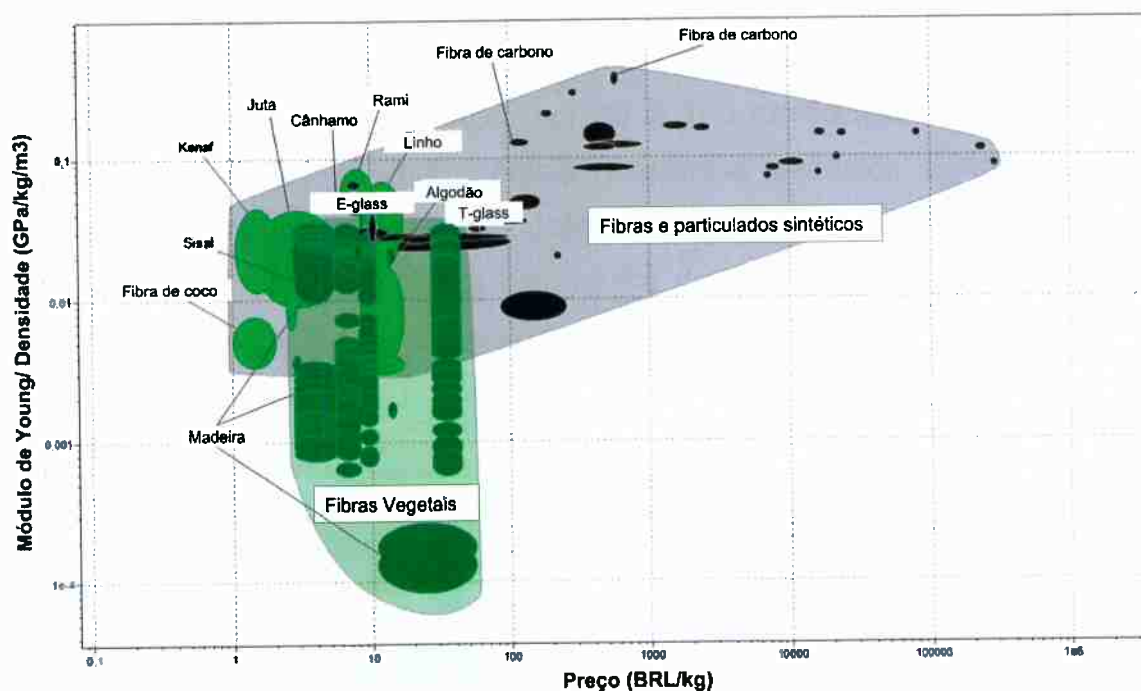 Fibra de carbono
Fibra de carbono
Rami
Juta
Cânhamo
Kenaf
Linho
0.1
Algodão
E-glass
T-glass
Fibras e particulados sintéticos
Sisal
Fibra de coco
0.01
Madeira
0.001
Fibras Vegetais
1e-4
Módulo de Young/ Densidade (GPa/kg/m3)
0.1
1
10
100
1000
10000
100000
1e6
Preço (BRL/kg)